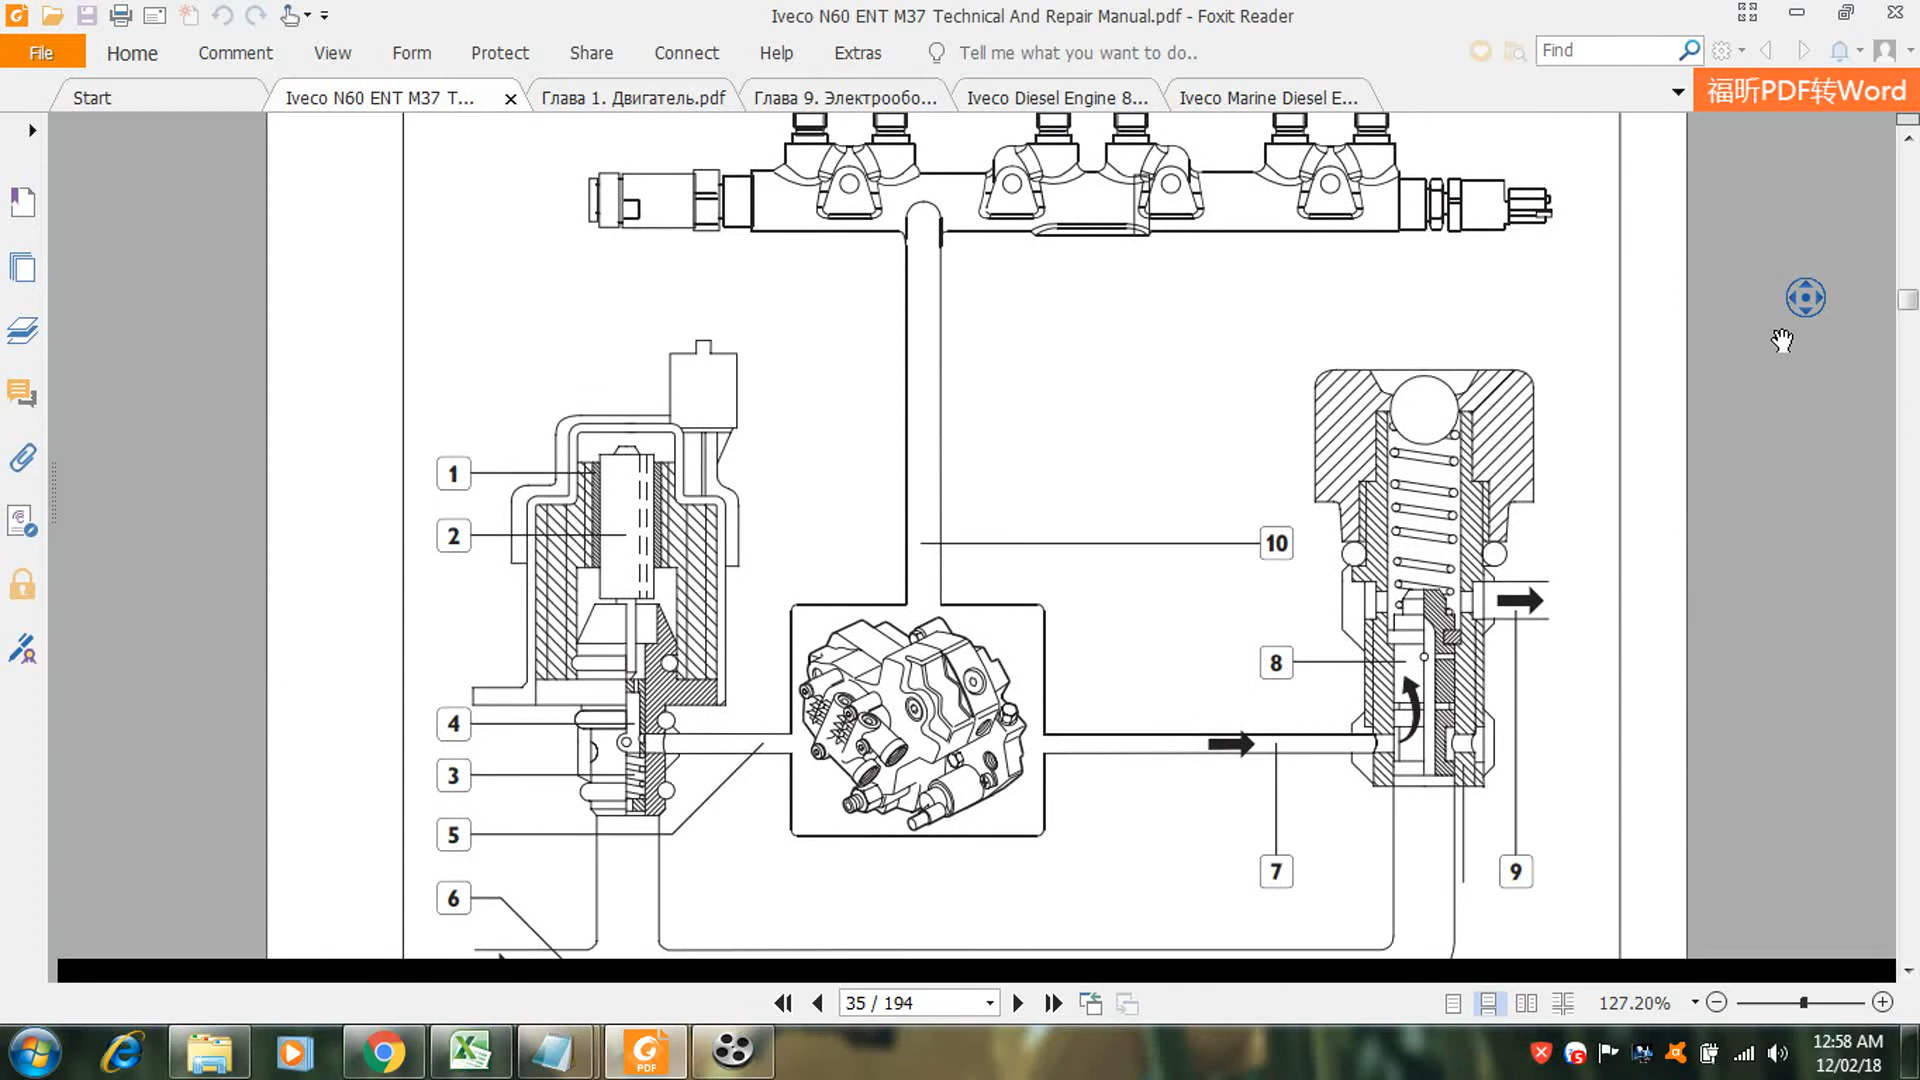 Iveco N60 ENT M37 Technical And Repair Manual.pdf - Foxit Reader
File Home Comment View Form Protect Share Connect Help Extras Tell me what you want to do.. Find
Start Iveco N60 ENT M37 T... Глава 1. Двигатель.pdf Глава 9. Электрообо... Iveco Diesel Engine 8... Iveco Marine Diesel E... 福昕PDF转Word
1
2
10
8
4
3
5
7
9
6
35 / 194
127.20%
PDF
12:58 AM
12/02/18